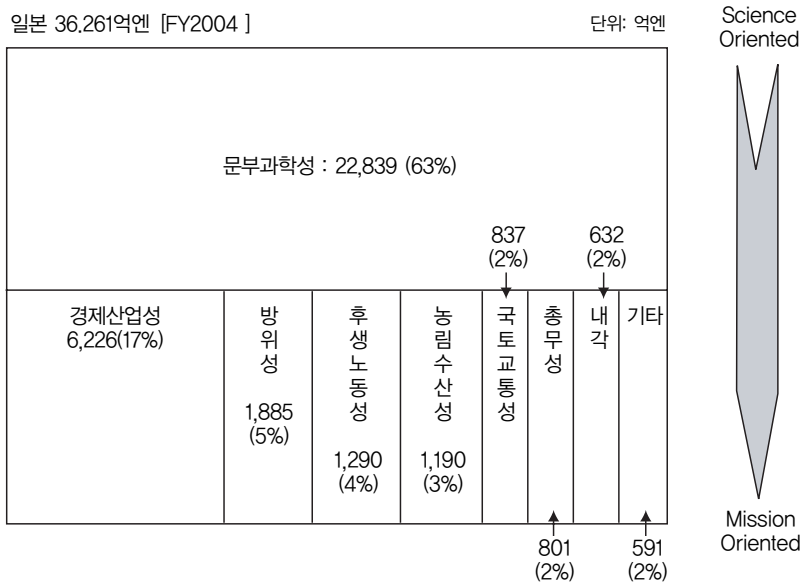 일본 36,261억엔 [FY2004 ]
단위: 억엔
Science
Oriented
문부과학성 : 22,839 (63%)
837
(2%)
632
(2%)
경제산업성
6,226(17%)
방위성
1,885
(5%)
후생노동성
1,290
(4%)
농림수산성
1,190
(3%)
국토교통성
총무성
내각
기타
801
(2%)
591
(2%)
Mission
Oriented